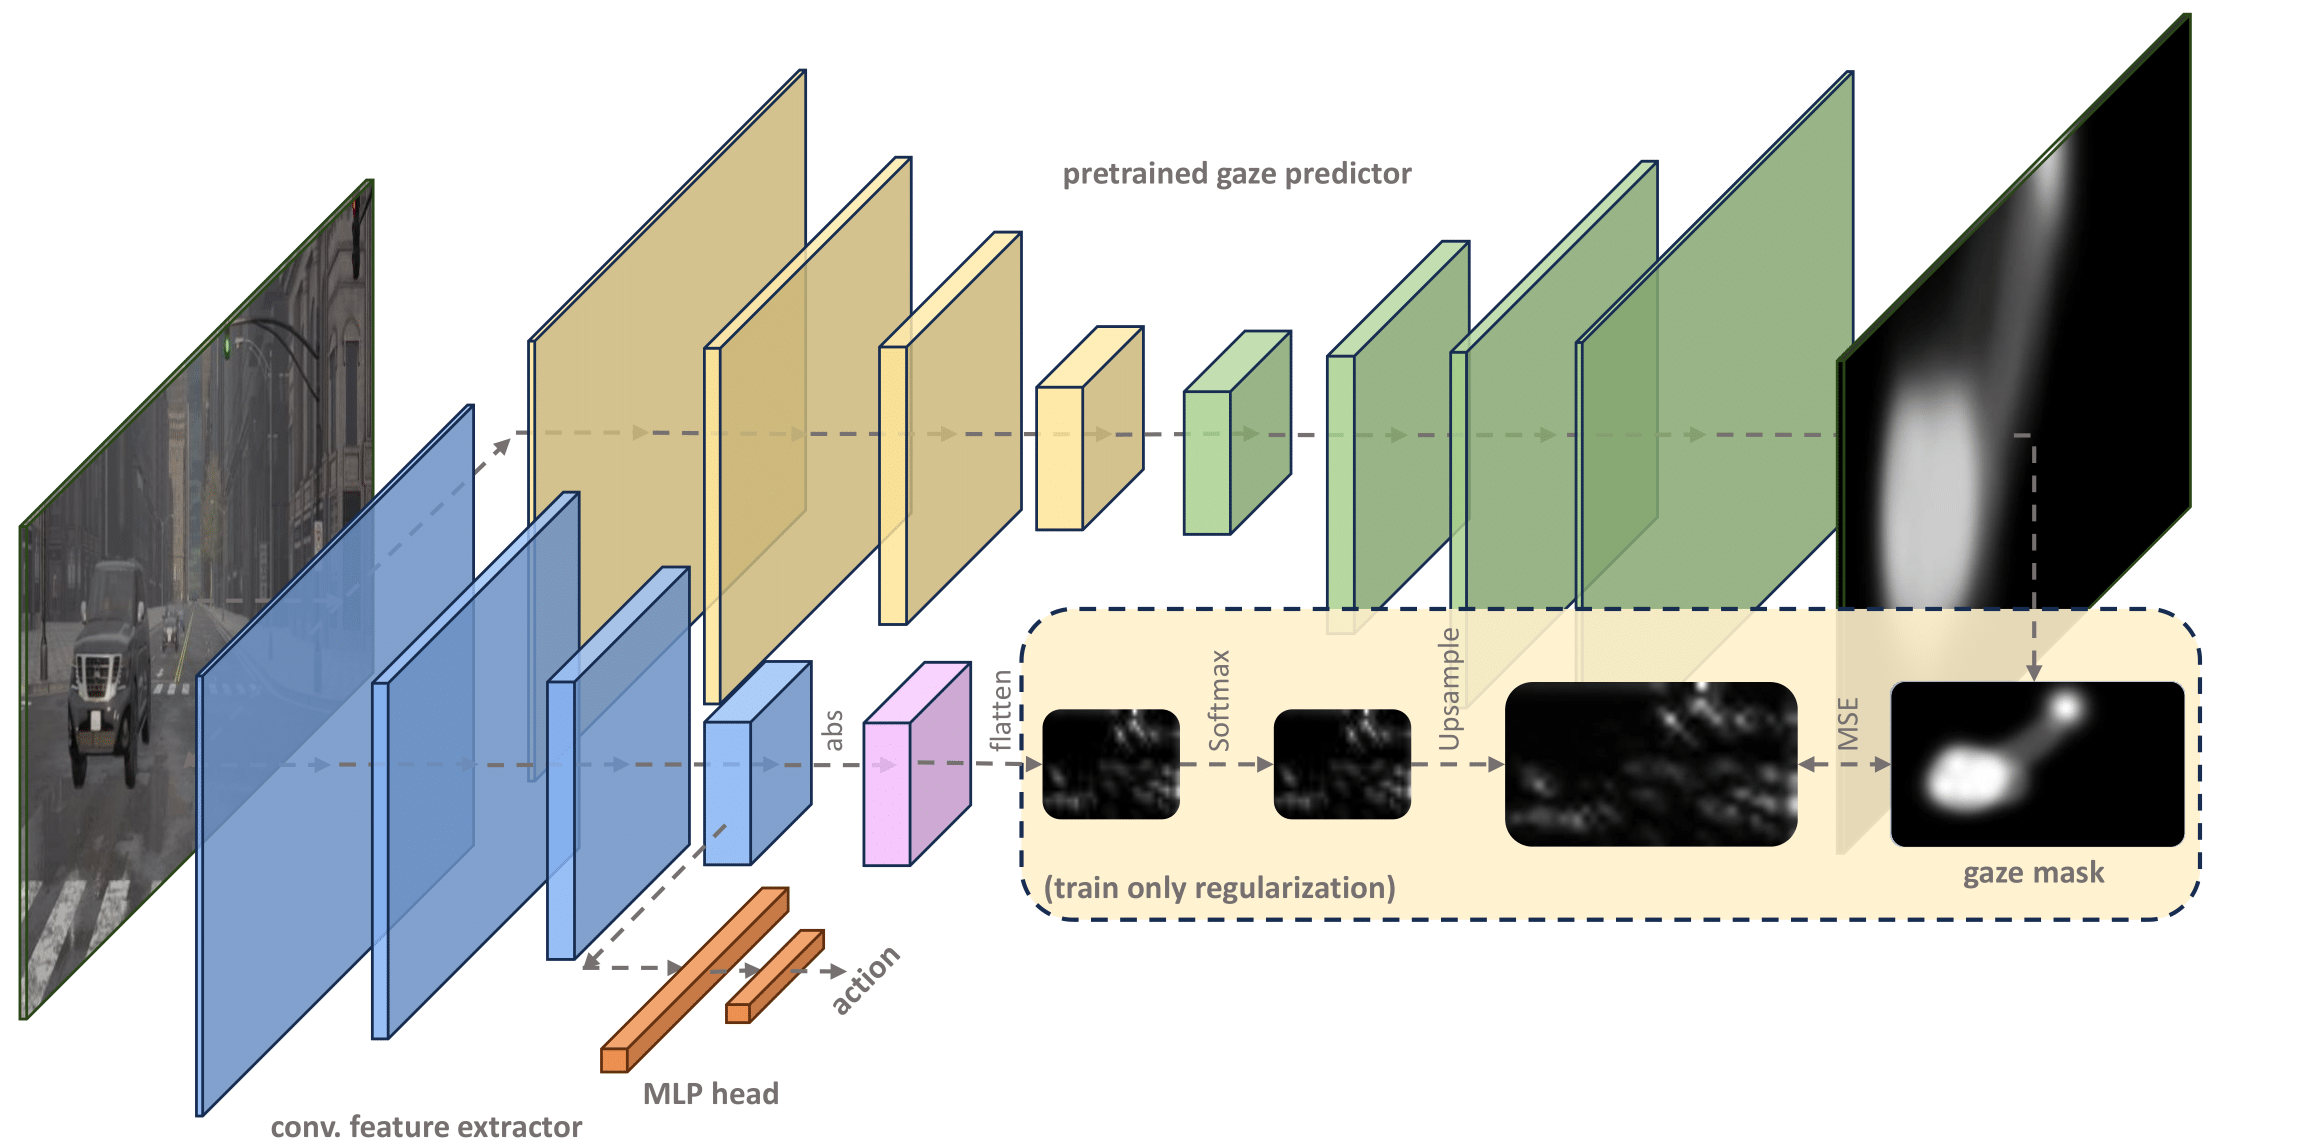 pretrained gaze predictor
abs
flatten
Softmax
Upsample
MSE
(train only regularization)
gaze mask
action
MLP head
conv. feature extractor